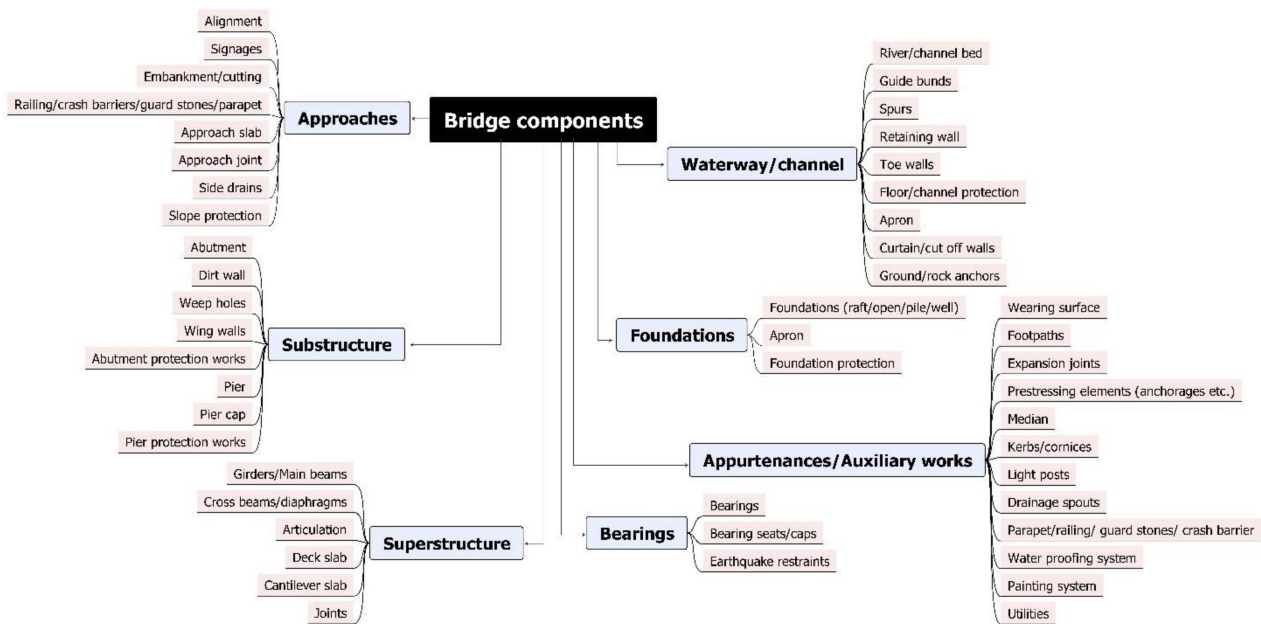 Bridge components
Approaches
Alignment
Signages
Embankment/cutting
Railing/crash barriers/guard stones/parapet
Approach slab
Approach joint
Side drains
Slope protection
Substructure
Abutment
Dirt wall
Weep holes
Wing walls
Abutment protection works
Pier
Pier cap
Pier protection works
Superstructure
Girders/Main beams
Cross beams/diaphragms
Articulation
Deck slab
Cantilever slab
Joints
Waterway/channel
River/channel bed
Guide bunds
Spurs
Retaining wall
Toe walls
Floor/channel protection
Apron
Curtain/cut off walls
Ground/rock anchors
Foundations
Foundations (raft/open/pile/well)
Apron
Foundation protection
Appurtenances/Auxiliary works
Wearing surface
Footpaths
Expansion joints
Prestressing elements (anchorages etc.)
Median
Kerbs/cornices
Light posts
Drainage spouts
Parapet/railing/ guard stones/ crash barrier
Water proofing system
Painting system
Utilities
Bearings
Bearings
Bearing seats/caps
Earthquake restraints